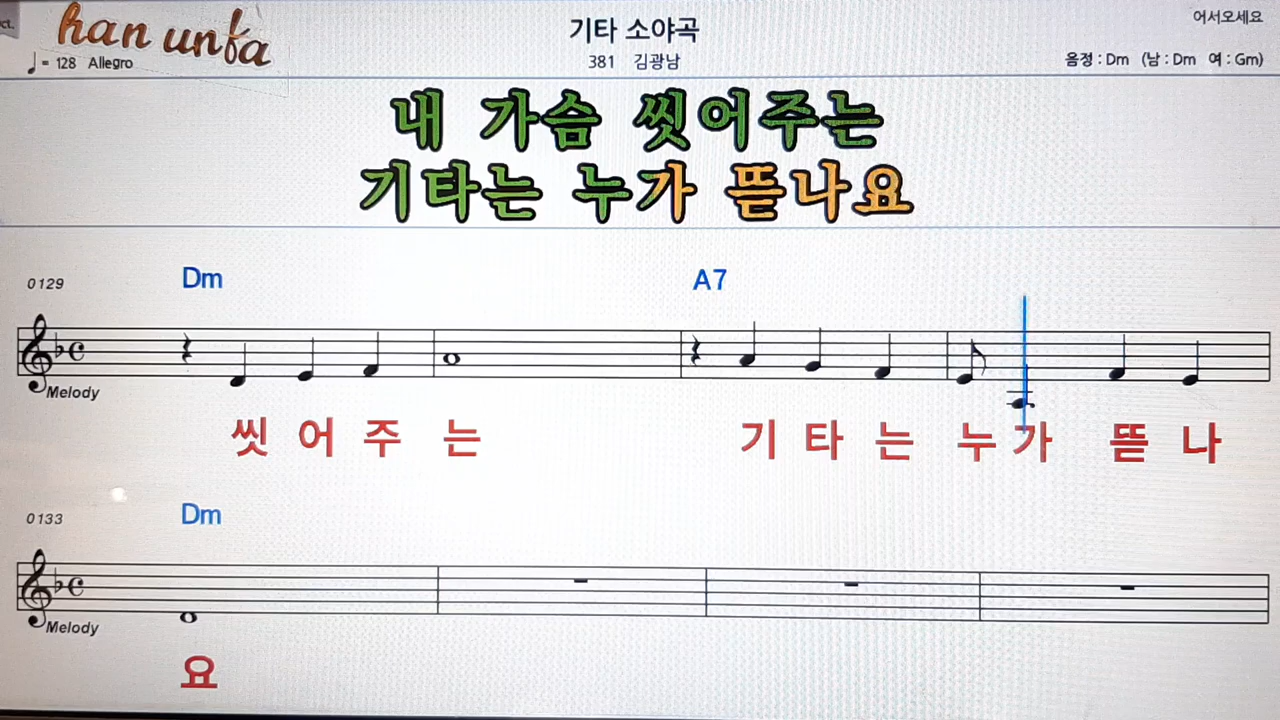 ct.
han unfa
♩= 128 Allegro
기타 소야곡
381 김광남
어서오세요
음정 : Dm (남 : Dm 여 : Gm)
내 가슴 씻어주는
기타는 누가 뜯나요
0129 Dm A7
Melody
씻 어 주 는 기 타 는 누 가 뜯 나
0133 Dm
Melody
요